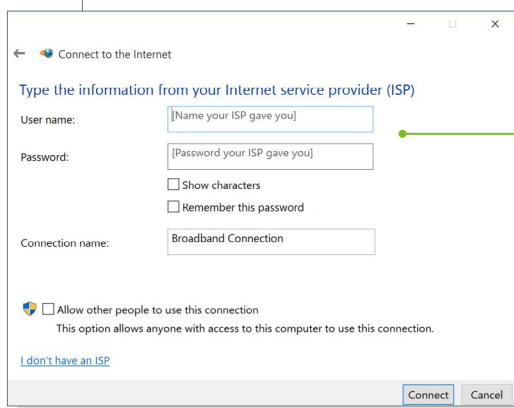 Connect to the Internet
Type the information from your Internet service provider (ISP)
User name:
[Name your ISP gave you]
Password:
[Password your ISP gave you]
Show characters
Remember this password
Connection name:
Broadband Connection
Allow other people to use this connection
This option allows anyone with access to this computer to use this connection.
I don't have an ISP
Connect
Cancel